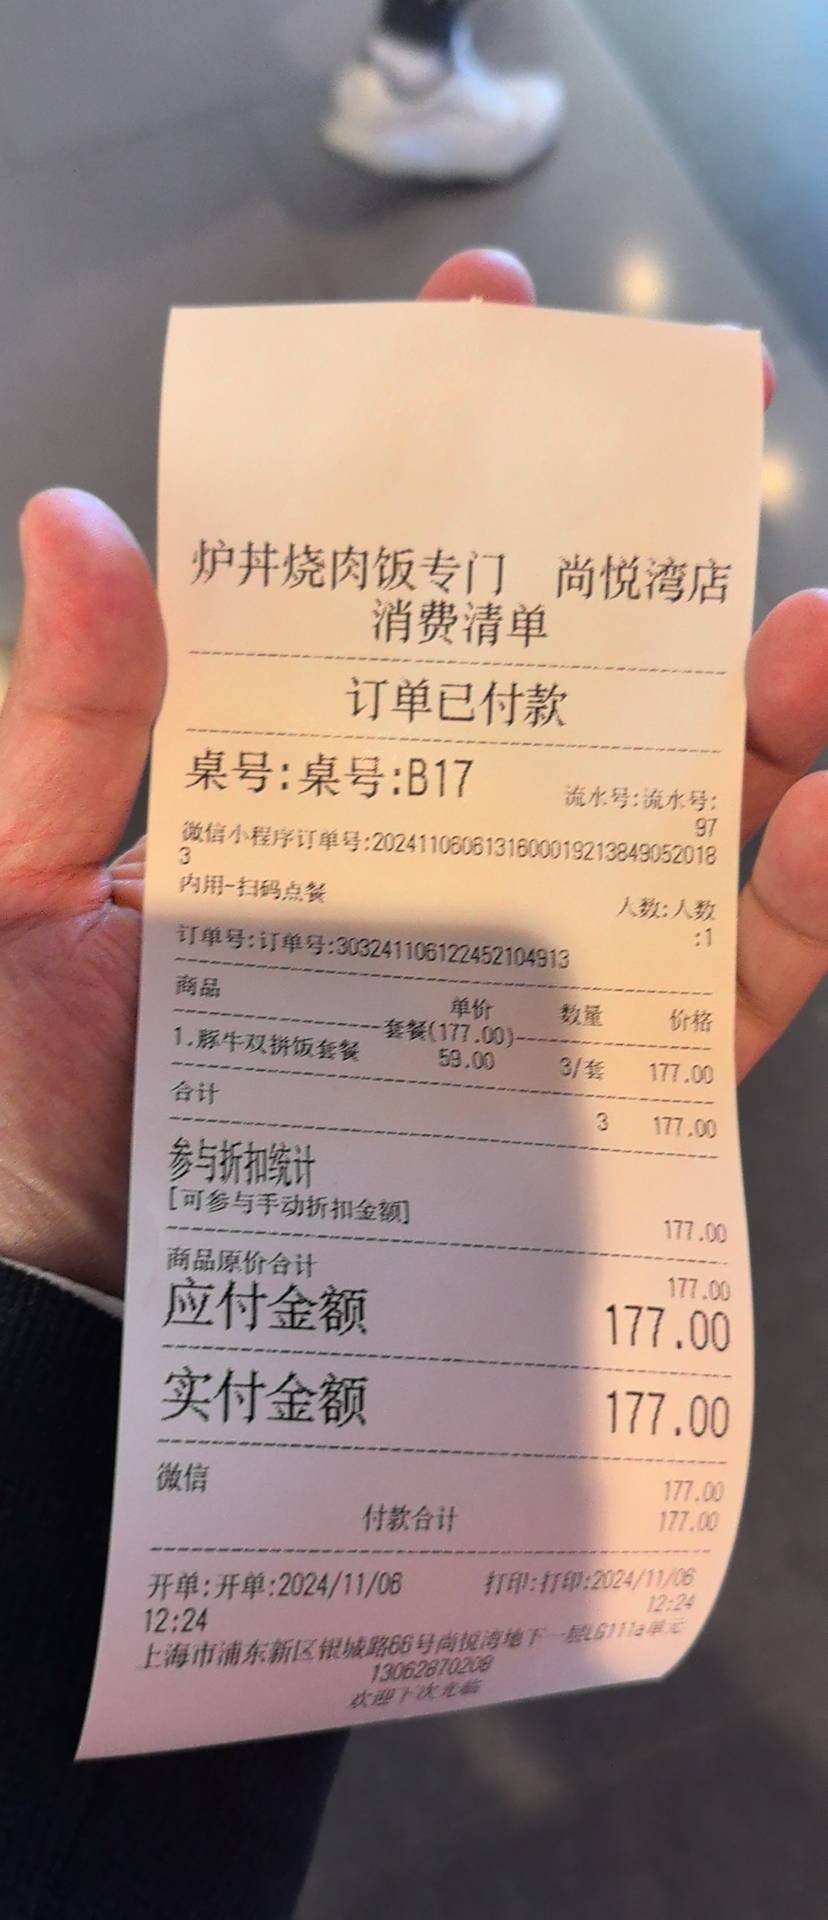 炉丼烧肉饭专门 尚悦湾店
消费清单
订单已付款
桌号:桌号:B17 流水号:流水号:
97
微信小程序订单号:2024110606131600019213849052018
3
内用-扫码点餐 人数:人数
:1
订单号:订单号:303241106122452104913
商品 单价 数量 价格
套餐(177.00)
1.豚牛双拼饭套餐 59.00 3/套 177.00
合计 3 177.00
参与折扣统计
[可参与手动折扣金额] 177.00
商品原价合计 177.00
应付金额 177.00
实付金额 177.00
微信 177.00
付款合计 177.00
开单:开单:2024/11/06 打印:打印:2024/11/06
12:24 12:24
上海市浦东新区银城路66号尚悦湾地下一层LG111a单元
13062870208
欢迎下次光临